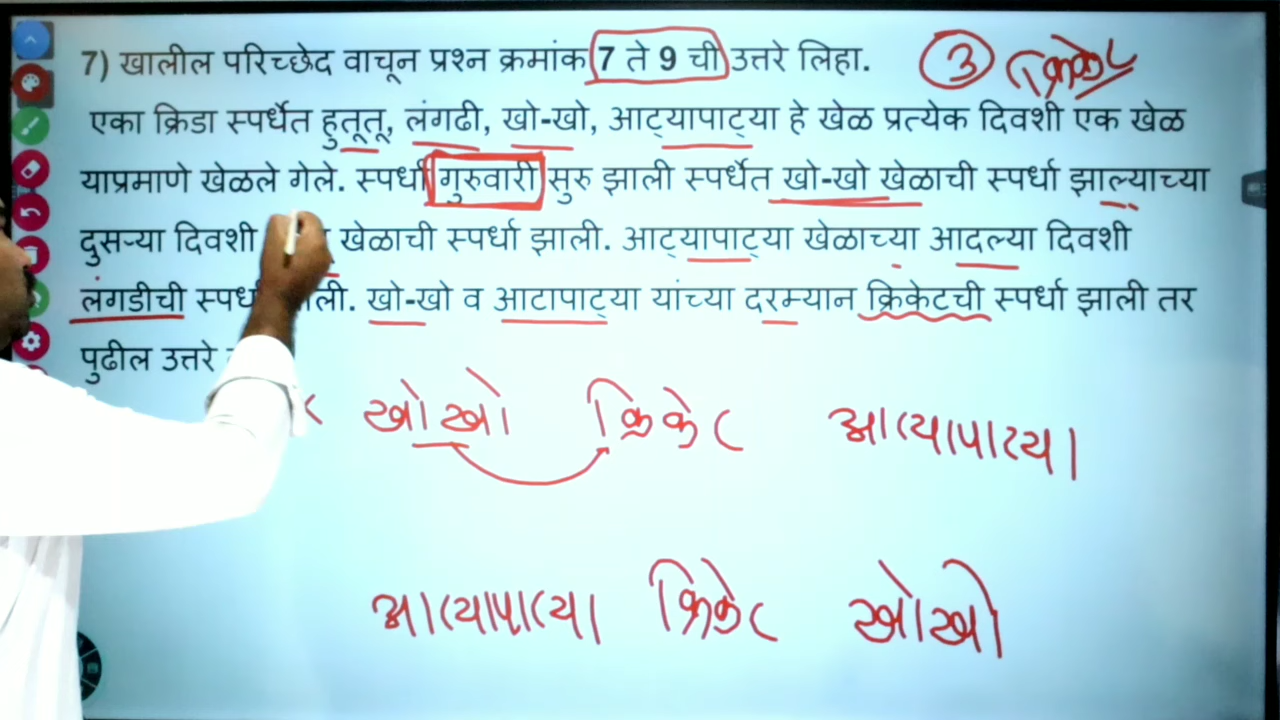 7) खालील परिच्छेद वाचून प्रश्न क्रमांक 7 ते 9 ची उत्तरे लिहा.
③ क्रिकेट
एका क्रिडा स्पर्धेत हुतूतू, लंगढी, खो-खो, आट्यापाट्या हे खेळ प्रत्येक दिवशी एक खेळ
याप्रमाणे खेळले गेले. स्पर्धा गुरुवारी सुरु झाली स्पर्धेत खो-खो खेळाची स्पर्धा झाल्याच्या
दुसऱ्या दिवशी खेळाची स्पर्धा झाली. आट्यापाट्या खेळाच्या आदल्या दिवशी
लंगडीची स्पर्धा झाली. खो-खो व आटापाट्या यांच्या दरम्यान क्रिकेटची स्पर्धा झाली तर
पुढील उत्तरे
खोखो क्रिकेट आट्यापाट्या
आट्यापाट्या क्रिकेट खोखो